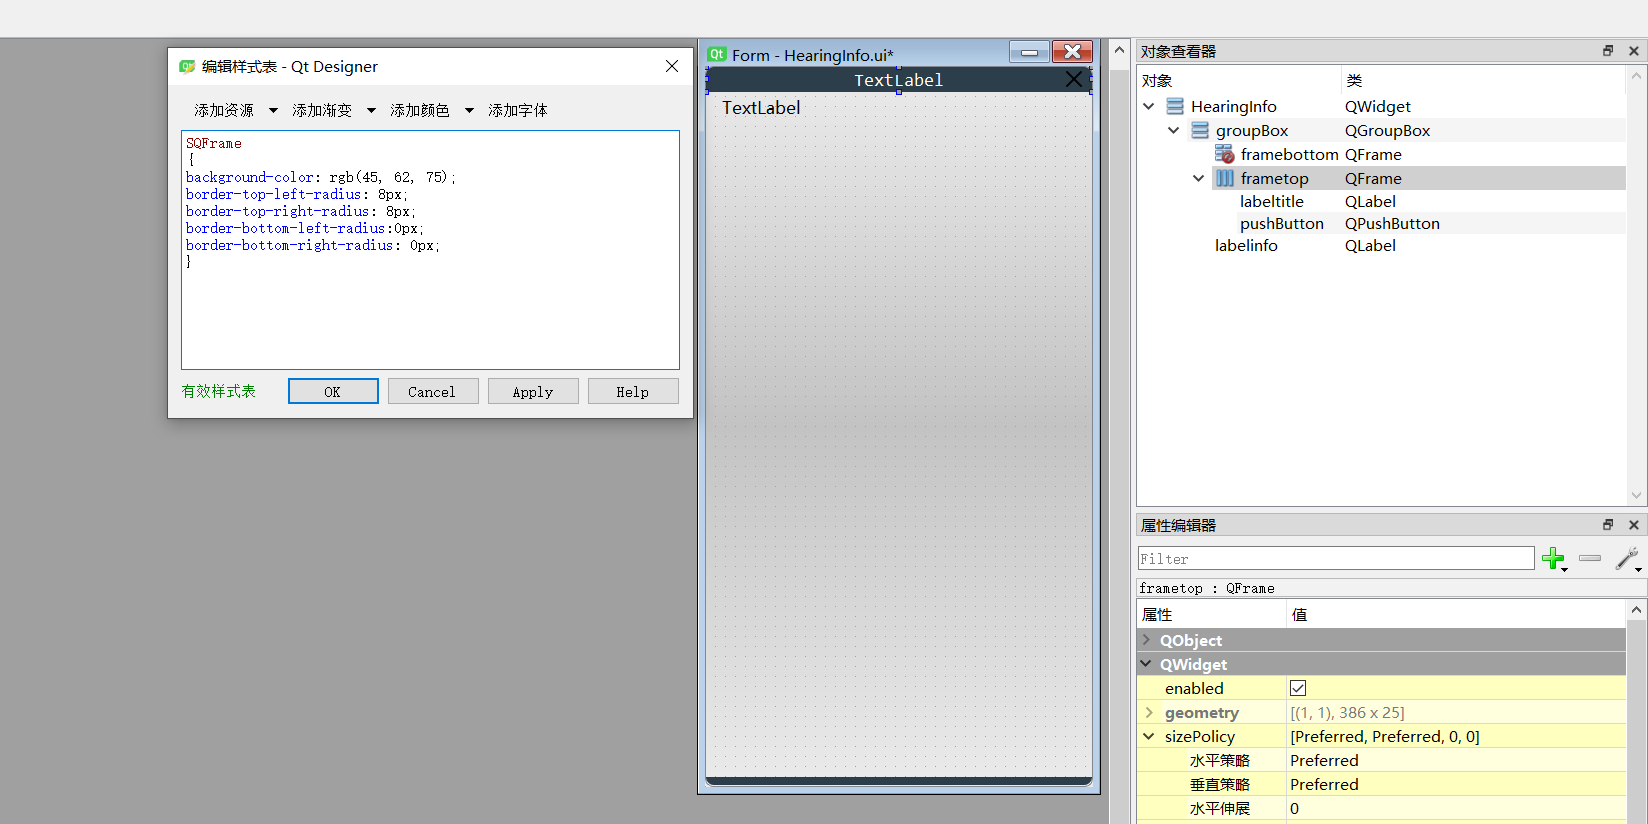 编辑样式表 - Qt Designer
添加资源 添加渐变 添加颜色 添加字体
SQFrame
{
background-color: rgb(45, 62, 75);
border-top-left-radius: 8px;
border-top-right-radius: 8px;
border-bottom-left-radius:0px;
border-bottom-right-radius: 0px;
}
有效样式表 OK Cancel Apply Help
Qt Form - HearingInfo.ui*
TextLabel
TextLabel
对象查看器
对象 类
HearingInfo QWidget
groupBox QGroupBox
framebottom QFrame
frametop QFrame
labeltitle QLabel
pushButton QPushButton
labelinfo QLabel
属性编辑器
Filter
frametop : QFrame
属性 值
QObject
QWidget
enabled
geometry [(1, 1), 386 x 25]
sizePolicy [Preferred, Preferred, 0, 0]
水平策略 Preferred
垂直策略 Preferred
水平伸展 0